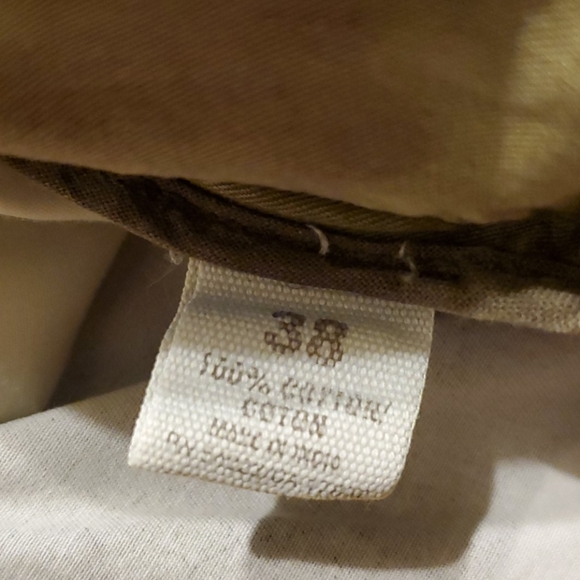 38
100% COTTON/
COTON
MADE IN INDIA